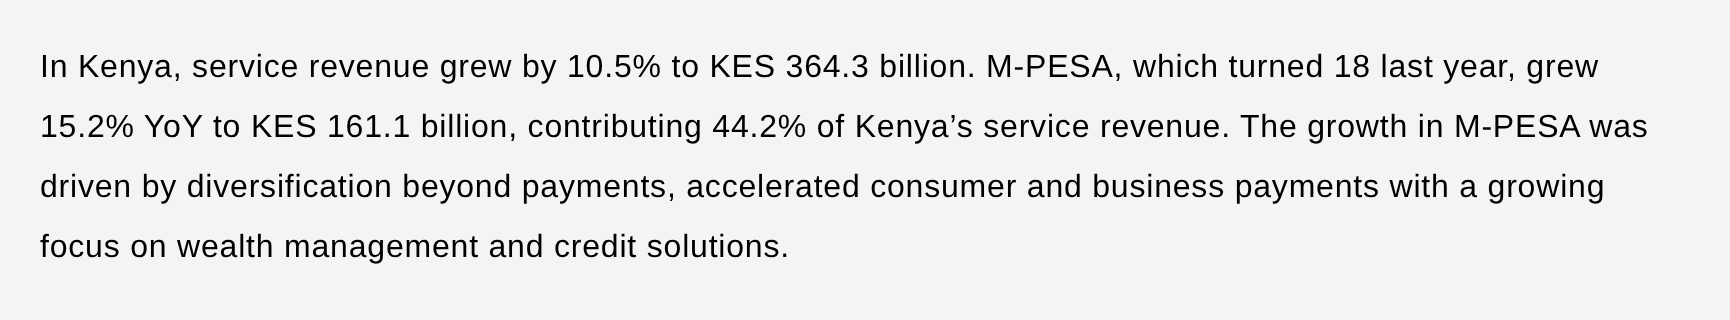 In Kenya, service revenue grew by 10.5% to KES 364.3 billion. M-PESA, which turned 18 last year, grew
15.2% YoY to KES 161.1 billion, contributing 44.2% of Kenya’s service revenue. The growth in M-PESA was
driven by diversification beyond payments, accelerated consumer and business payments with a growing
focus on wealth management and credit solutions.